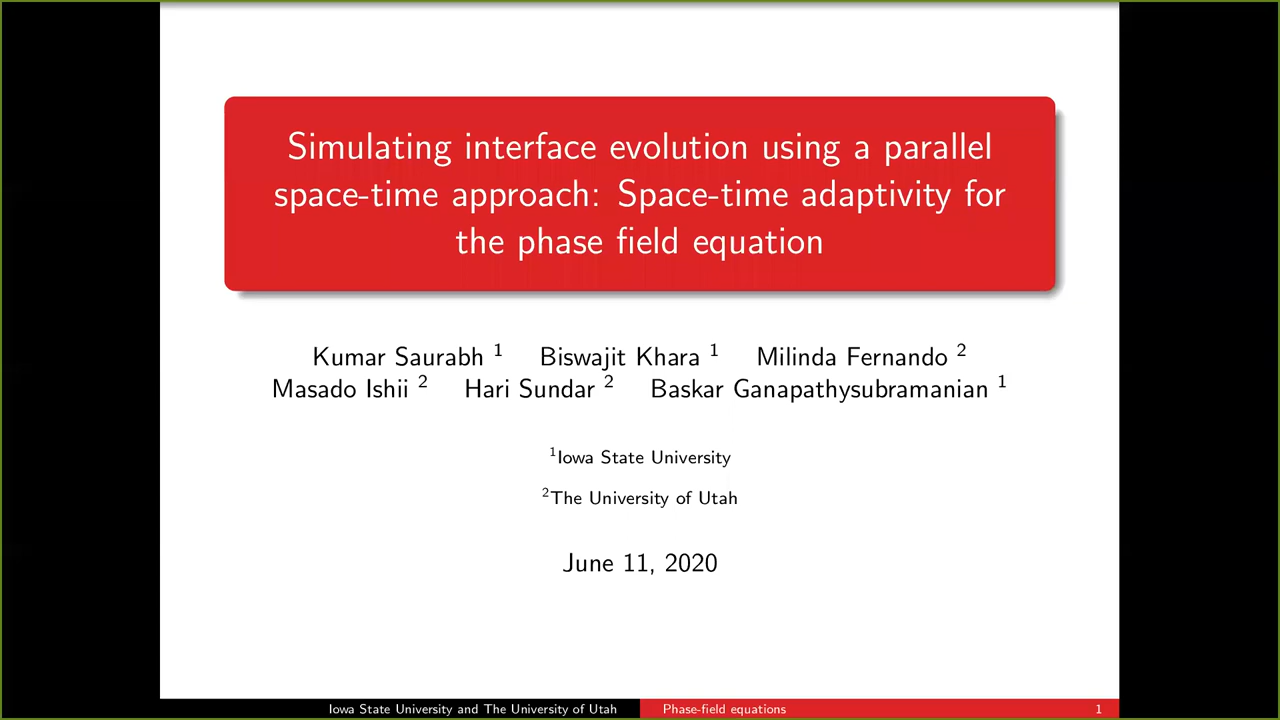 Simulating interface evolution using a parallel
space-time approach: Space-time adaptivity for
the phase field equation
Kumar Saurabh 1 Biswajit Khara 1 Milinda Fernando 2
Masado Ishii 2 Hari Sundar 2 Baskar Ganapathysubramanian 1
1Iowa State University
2The University of Utah
June 11, 2020
Iowa State University and The University of Utah Phase-field equations 1